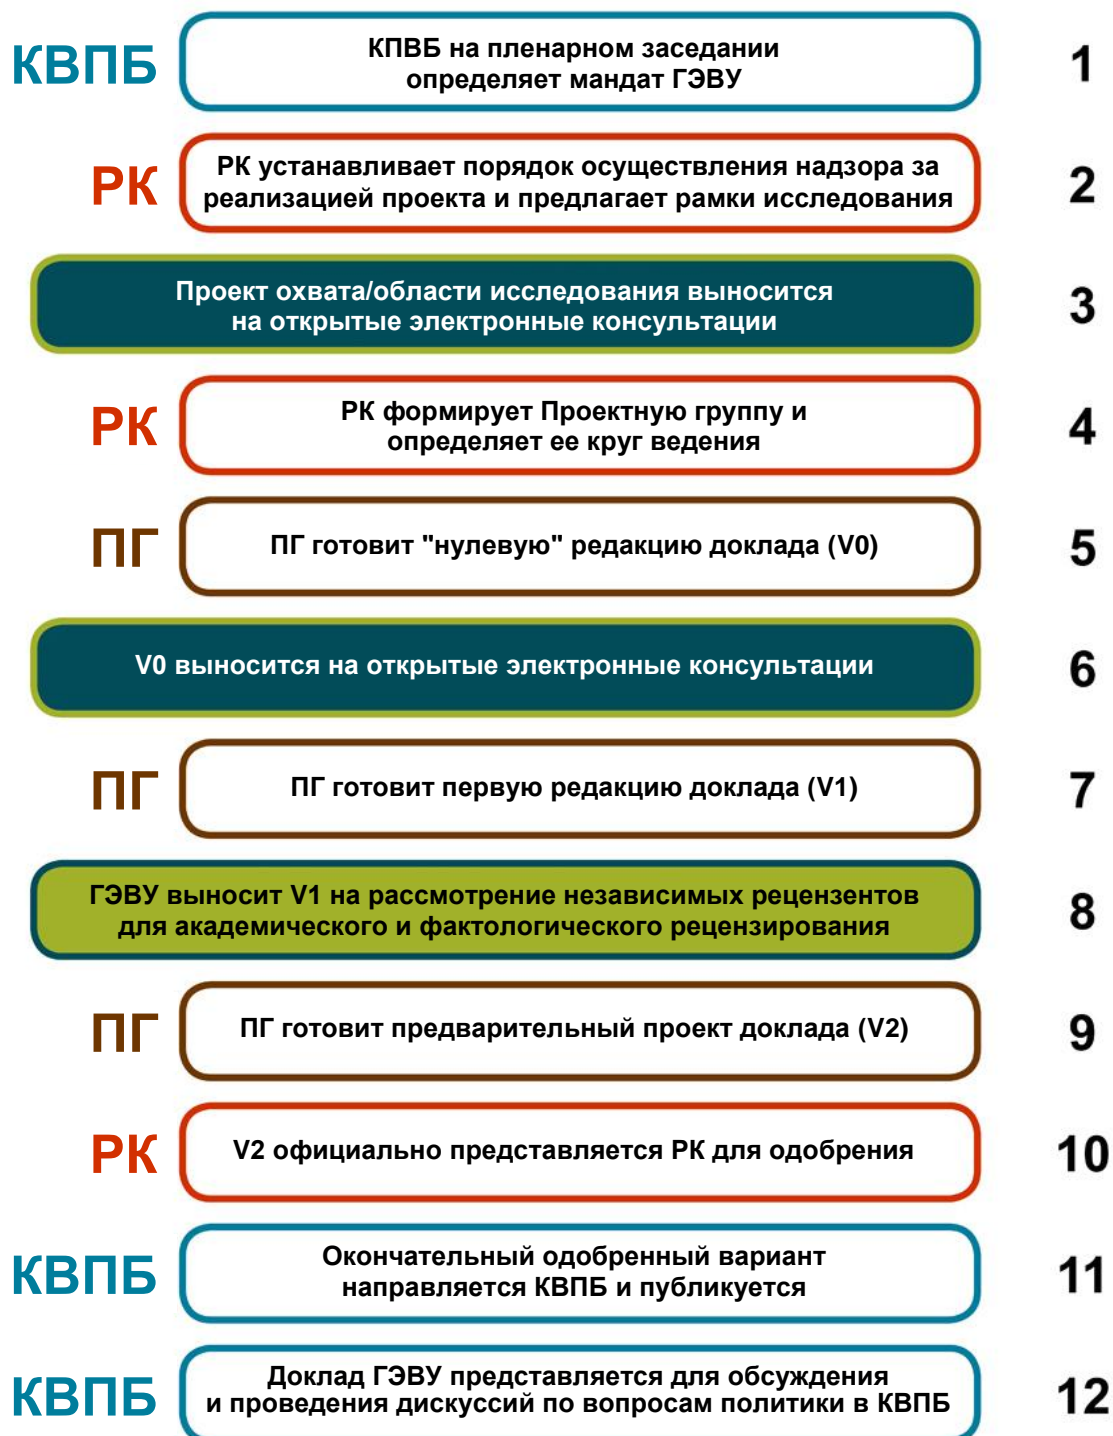 КВПБ
КПВБ на пленарном заседании
определяет мандат ГЭВУ
1
РК
РК устанавливает порядок осуществления надзора за
реализацией проекта и предлагает рамки исследования
2
Проект охвата/области исследования выносится
на открытые электронные консультации
3
РК
РК формирует Проектную группу и
определяет ее круг ведения
4
ПГ
ПГ готовит "нулевую" редакцию доклада (V0)
5
V0 выносится на открытые электронные консультации
6
ПГ
ПГ готовит первую редакцию доклада (V1)
7
ГЭВУ выносит V1 на рассмотрение независимых рецензентов
для академического и фактологического рецензирования
8
ПГ
ПГ готовит предварительный проект доклада (V2)
9
РК
V2 официально представляется РК для одобрения
10
КВПБ
Окончательный одобренный вариант
направляется КВПБ и публикуется
11
КВПБ
Доклад ГЭВУ представляется для обсуждения
и проведения дискуссий по вопросам политики в КВПБ
12